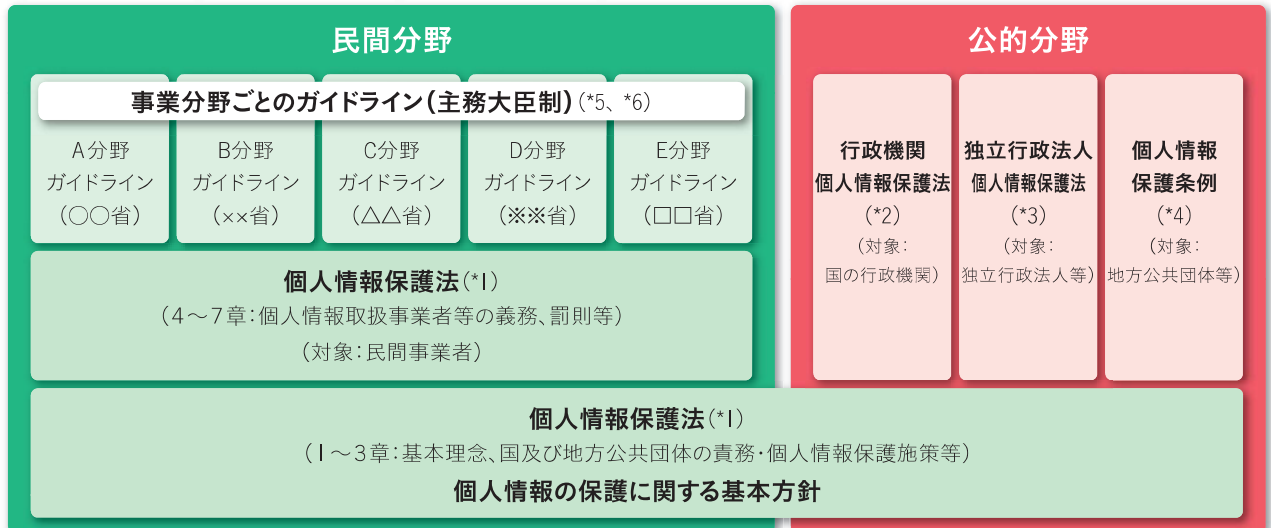 民間分野
事業分野ごとのガイドライン(主務大臣制)(*5、*6)
A分野
ガイドライン
(○○省)
B分野
ガイドライン
(××省)
C分野
ガイドライン
(△△省)
D分野
ガイドライン
(※※省)
E分野
ガイドライン
(□□省)
個人情報保護法(*1)
(4〜7章:個人情報取扱事業者等の義務、罰則等)
(対象:民間事業者)
公的分野
行政機関
個人情報保護法
(*2)
(対象:
国の行政機関)
独立行政法人
個人情報保護法
(*3)
(対象:
独立行政法人等)
個人情報
保護条例
(*4)
(対象:
地方公共団体等)
個人情報保護法(*1)
(1〜3章:基本理念、国及び地方公共団体の責務・個人情報保護施策等)
個人情報の保護に関する基本方針